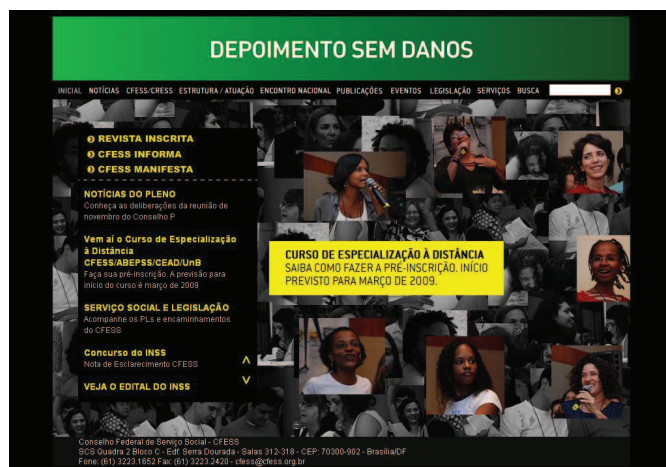 DEPOIMENTO SEM DANOS
INICIAL NOTÍCIAS CFESS/CRESS ESTRUTURA / ATUAÇÃO ENCONTRO NACIONAL PUBLICAÇÕES EVENTOS LEGISLAÇÃO SERVIÇOS BUSCA
REVISTA INSCRITA
CFESS INFORMA
CFESS MANIFESTA
NOTÍCIAS DO PLENO
Conheça as deliberações da reunião de
novembro do Conselho P
Vem aí o Curso de Especialização
à Distância
CFESS/ABEPSS/CEAD/UnB
Faça sua pré-inscrição. A previsão para
início do curso é março de 2009
SERVIÇO SOCIAL E LEGISLAÇÃO
Acompanhe os PLs e encaminhamentos
do CFESS
Concurso do INSS
Nota de Esclarecimento CFESS
VEJA O EDITAL DO INSS
CURSO DE ESPECIALIZAÇÃO À DISTÂNCIA
SAIBA COMO FAZER A PRÉ-INSCRIÇÃO. INÍCIO
PREVISTO PARA MARÇO DE 2009.
Conselho Federal de Serviço Social - CFESS
SCS Quadra 2 Bloco C - Edf. Serra Dourada - Salas 312-318 - CEP: 70300-902 - Brasília/DF
Fone: (61) 3223.1652 Fax: (61) 3223.2420 - cfess@cfess.org.br